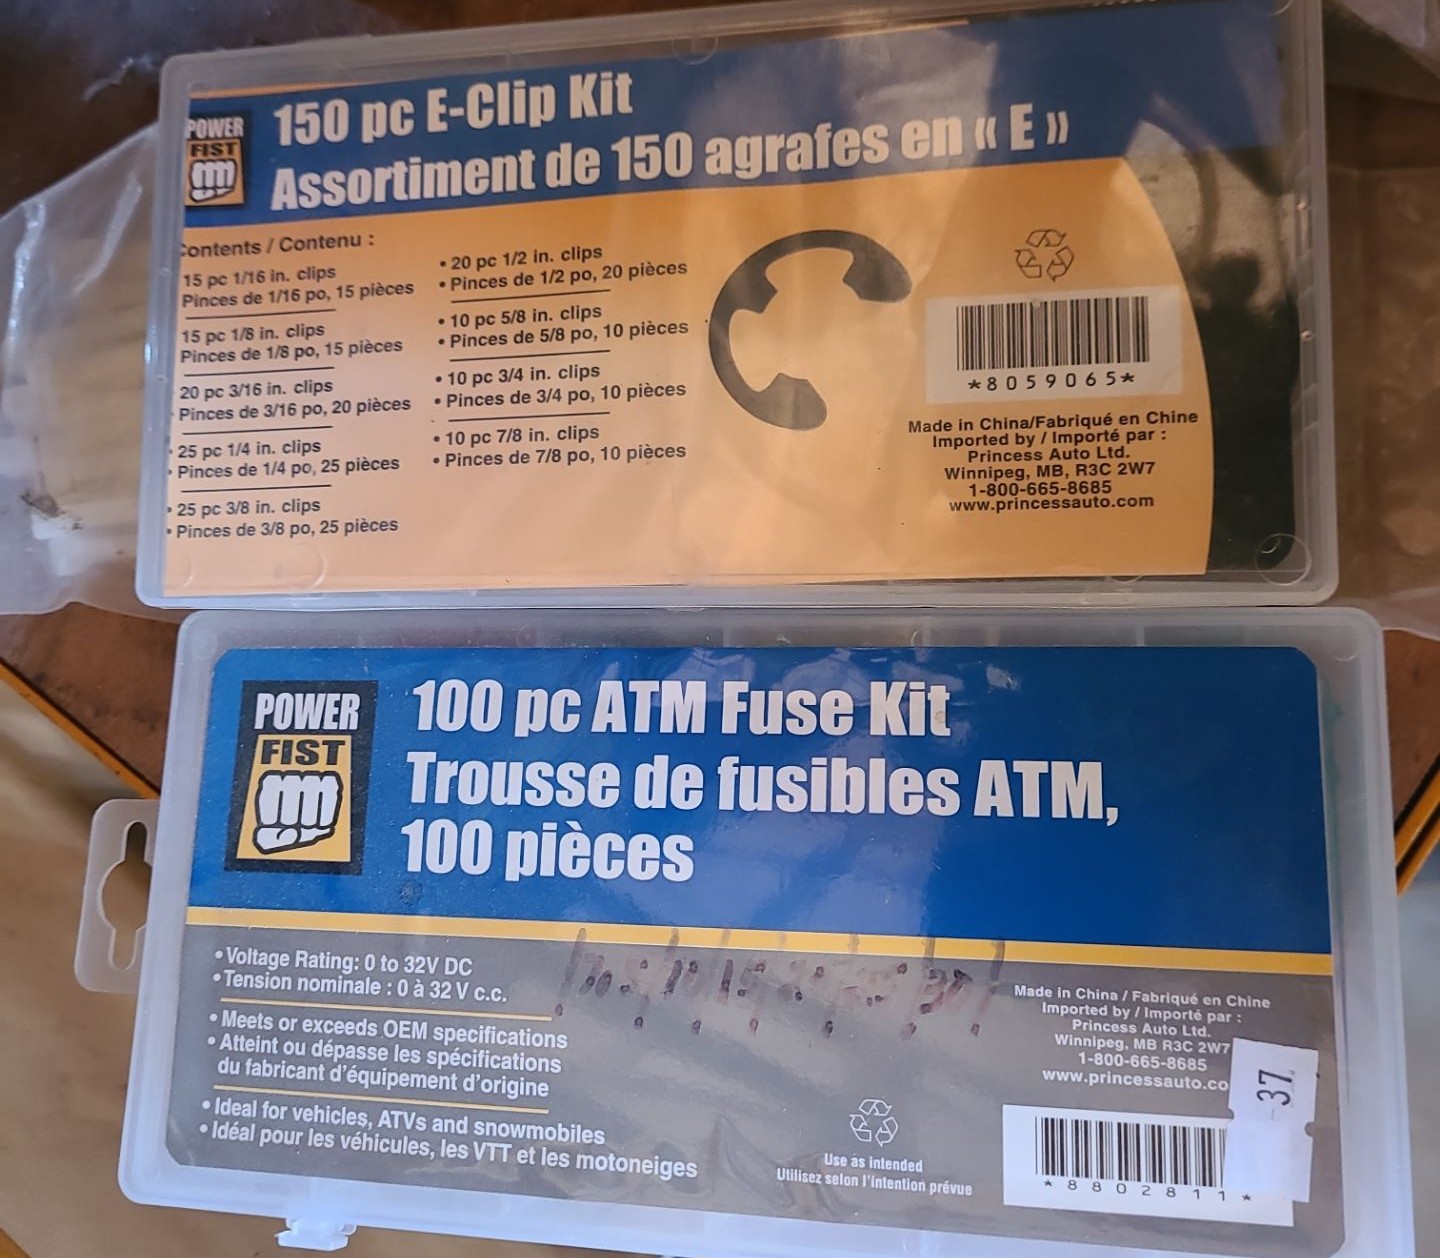 POWER
FIST
150 pc E-Clip Kit
Assortiment de 150 agrafes en « E »
Contents / Contenu :
15 pc 1/16 in. clips
Pinces de 1/16 po, 15 pièces
15 pc 1/8 in. clips
Pinces de 1/8 po, 15 pièces
20 pc 3/16 in. clips
• Pinces de 3/16 po, 20 pièces
• 25 pc 1/4 in. clips
• Pinces de 1/4 po, 25 pièces
• 25 pc 3/8 in. clips
• Pinces de 3/8 po, 25 pièces
• 20 pc 1/2 in. clips
• Pinces de 1/2 po, 20 pièces
• 10 pc 5/8 in. clips
• Pinces de 5/8 po, 10 pièces
• 10 pc 3/4 in. clips
• Pinces de 3/4 po, 10 pièces
• 10 pc 7/8 in. clips
• Pinces de 7/8 po, 10 pièces
*8059065*
Made in China/Fabriqué en Chine
Imported by / Importé par :
Princess Auto Ltd.
Winnipeg, MB, R3C 2W7
1-800-665-8685
www.princessauto.com
POWER
FIST
100 pc ATM Fuse Kit
Trousse de fusibles ATM,
100 pièces
• Voltage Rating: 0 to 32V DC
• Tension nominale : 0 à 32 V c.c.
• Meets or exceeds OEM specifications
• Atteint ou dépasse les spécifications
du fabricant d'équipement d'origine
• Ideal for vehicles, ATVs and snowmobiles
• Idéal pour les véhicules, les VTT et les motoneiges
Use as intended
Utilisez selon l'intention prévue
Made in China / Fabriqué en Chine
Imported by / Importé par :
Princess Auto Ltd.
Winnipeg, MB R3C 2W7
1-800-665-8685
www.princessauto.co
37
*8802811*